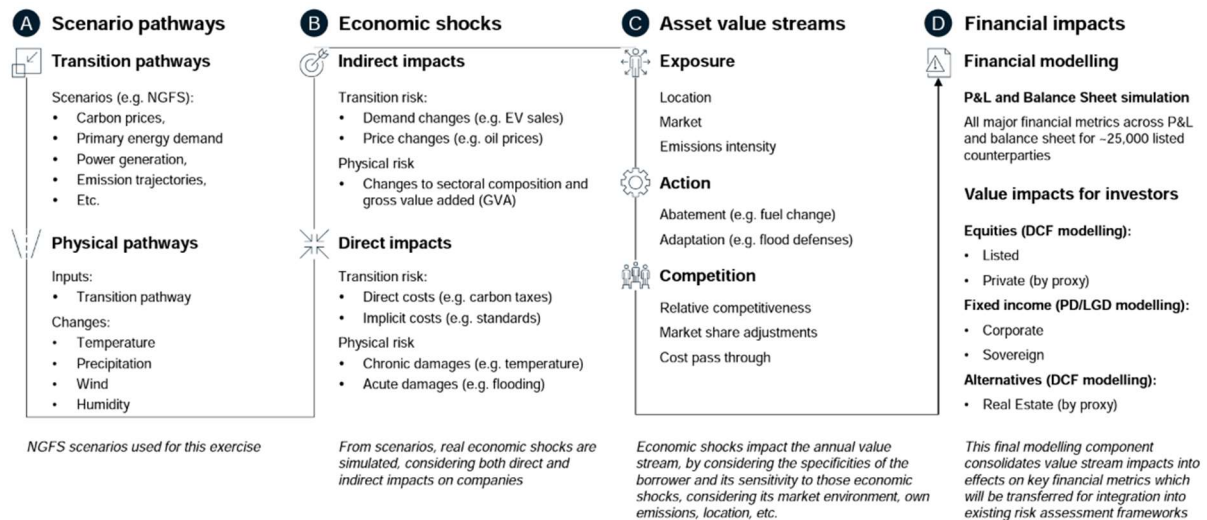 A Scenario pathways
Transition pathways
Scenarios (e.g. NGFS):
• Carbon prices,
• Primary energy demand
• Power generation,
• Emission trajectories,
• Etc.
Physical pathways
Inputs:
• Transition pathway
Changes:
• Temperature
• Precipitation
• Wind
• Humidity
NGFS scenarios used for this exercise
B Economic shocks
Indirect impacts
Transition risk:
• Demand changes (e.g. EV sales)
• Price changes (e.g. oil prices)
Physical risk
• Changes to sectoral composition and
gross value added (GVA)
Direct impacts
Transition risk:
• Direct costs (e.g. carbon taxes)
• Implicit costs (e.g. standards)
Physical risk
• Chronic damages (e.g. temperature)
• Acute damages (e.g. flooding)
From scenarios, real economic shocks are
simulated, considering both direct and
indirect impacts on companies
C Asset value streams
Exposure
Location
Market
Emissions intensity
Action
Abatement (e.g. fuel change)
Adaptation (e.g. flood defenses)
Competition
Relative competitiveness
Market share adjustments
Cost pass through
Economic shocks impact the annual value
stream, by considering the specificities of the
borrower and its sensitivity to those economic
shocks, considering its market environment, own
emissions, location, etc.
D Financial impacts
Financial modelling
P&L and Balance Sheet simulation
All major financial metrics across P&L
and balance sheet for ~25,000 listed
counterparties
Value impacts for investors
Equities (DCF modelling):
• Listed
• Private (by proxy)
Fixed income (PD/LGD modelling):
• Corporate
• Sovereign
Alternatives (DCF modelling):
• Real Estate (by proxy)
This final modelling component
consolidates value stream impacts into
effects on key financial metrics which
will be transferred for integration into
existing risk assessment frameworks